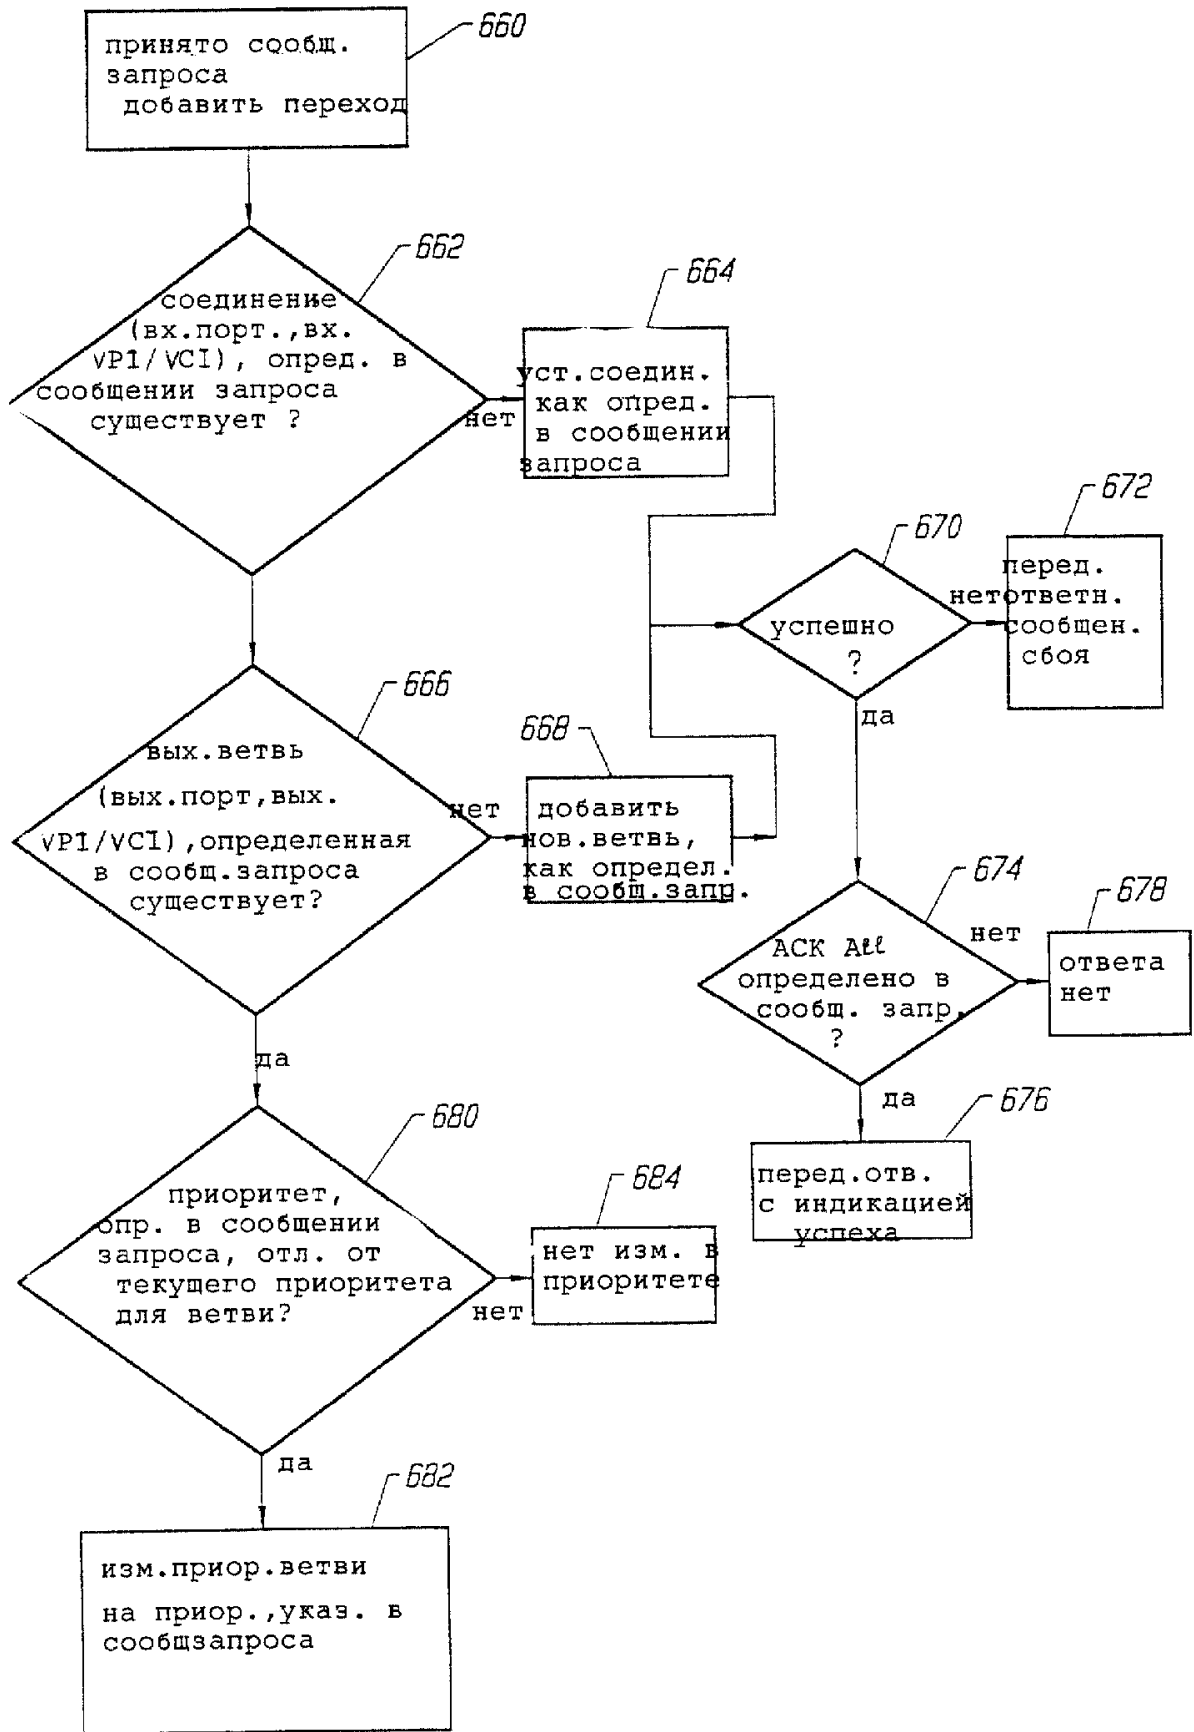 660
принято сообщ.
запроса
добавить переход
662
соединение
(вх.порт.,вх.
VPI/VCI), опред. в
сообщении запроса
существует ?
нет
664
уст.соедин.
как опред.
в сообщении
запроса
666
вых.ветвь
(вых.порт,вых.
VPI/VCI),определенная
в сообщ.запроса
существует?
нет
да
668
добавить
нов.ветвь,
как определ.
в сообщ.запр.
670
успешно
?
нет
да
672
перед.
ответн.
сообщен.
сбоя
674
ACK All
определено в
сообщ. запр.
?
нет
да
678
ответа
нет
676
перед.отв.
с индикацией
успеха
680
приоритет,
опр. в сообщении
запроса, отл. от
текущего приоритета
для ветви?
нет
да
684
нет изм. в
приоритете
682
изм.приор.ветви
на приор.,указ. в
сообщзапроса